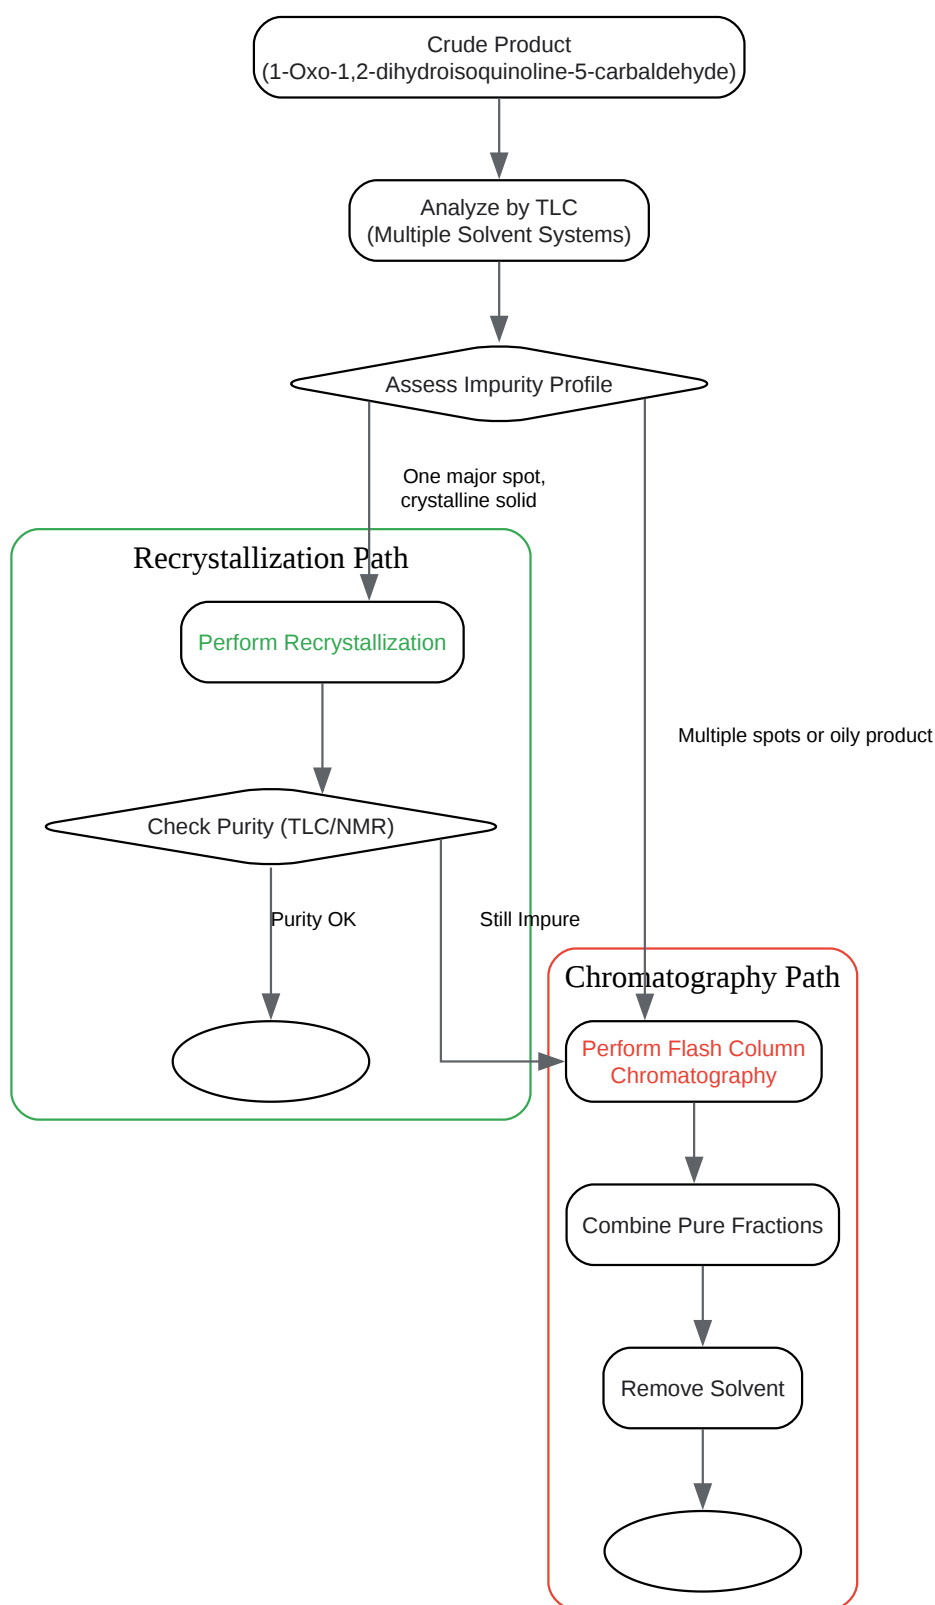 Crude Product
(1-Oxo-1,2-dihydroisoquinoline-5-carbaldehyde)
Analyze by TLC
(Multiple Solvent Systems)
Assess Impurity Profile
One major spot,
crystalline solid
Recrystallization Path
Perform Recrystallization
Multiple spots or oily product
Check Purity (TLC/NMR)
Purity OK
Still Impure
Chromatography Path
Perform Flash Column
Chromatography
Combine Pure Fractions
Remove Solvent